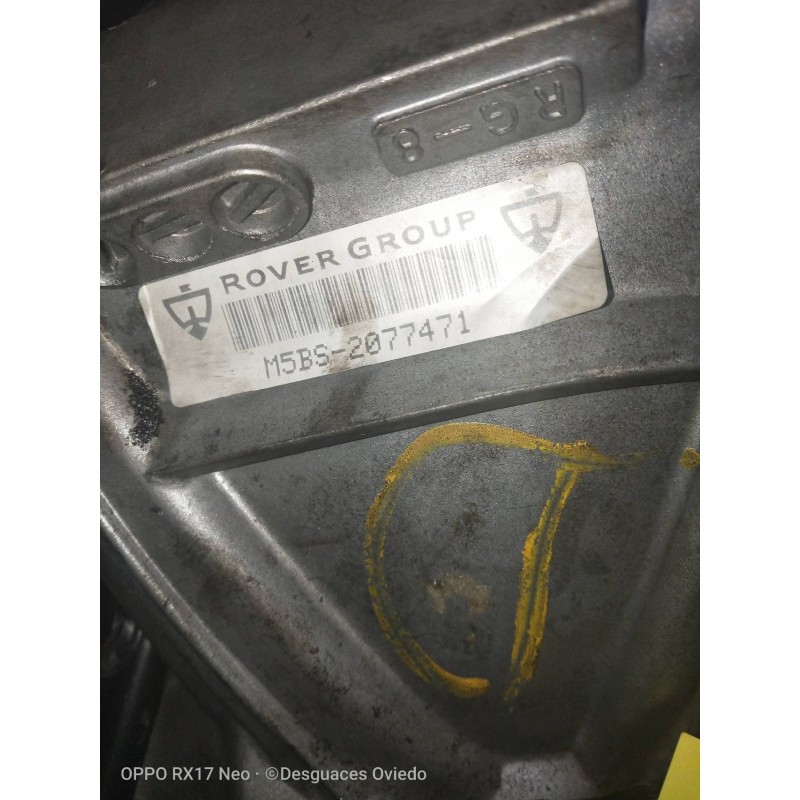 RG-8
ROVER GROUP
M5BS-2077471
OPPO RX17 Neo · ©Desguaces Oviedo